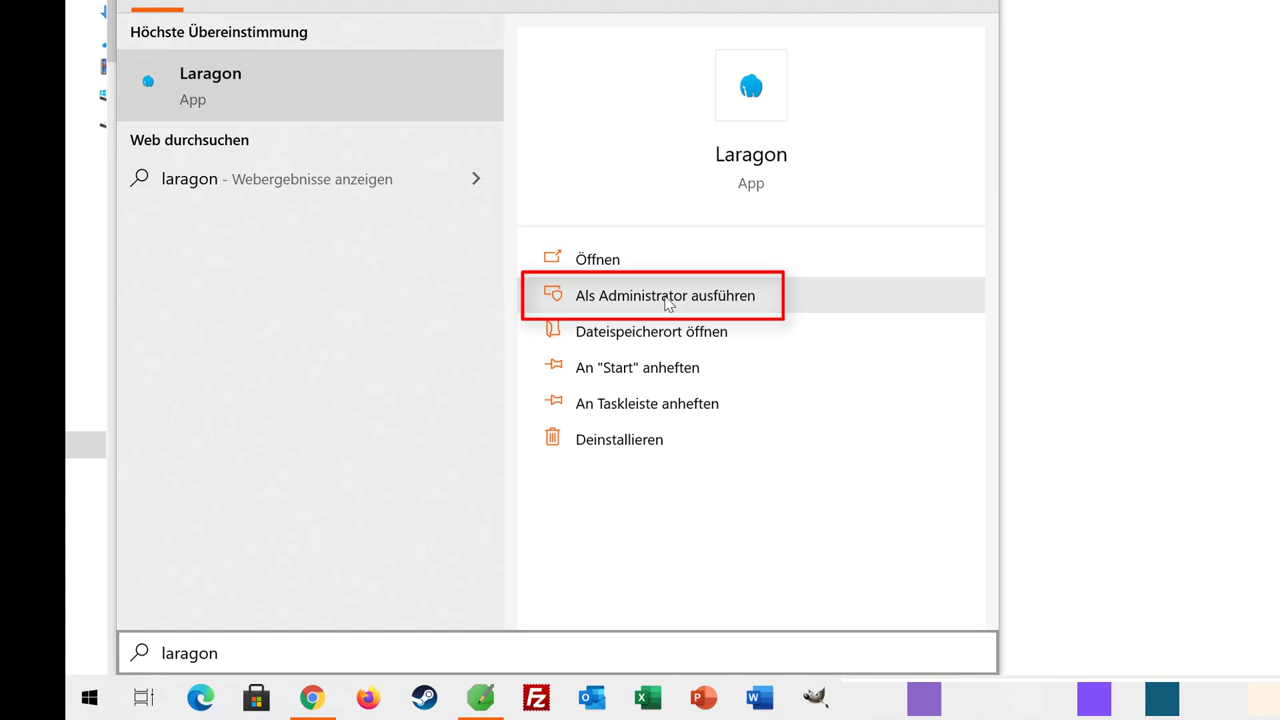 Höchste Übereinstimmung
Laragon
App
Web durchsuchen
laragon - Webergebnisse anzeigen
Laragon
App
Öffnen
Als Administrator ausführen
Dateispeicherort öffnen
An "Start" anheften
An Taskleiste anheften
Deinstallieren
laragon